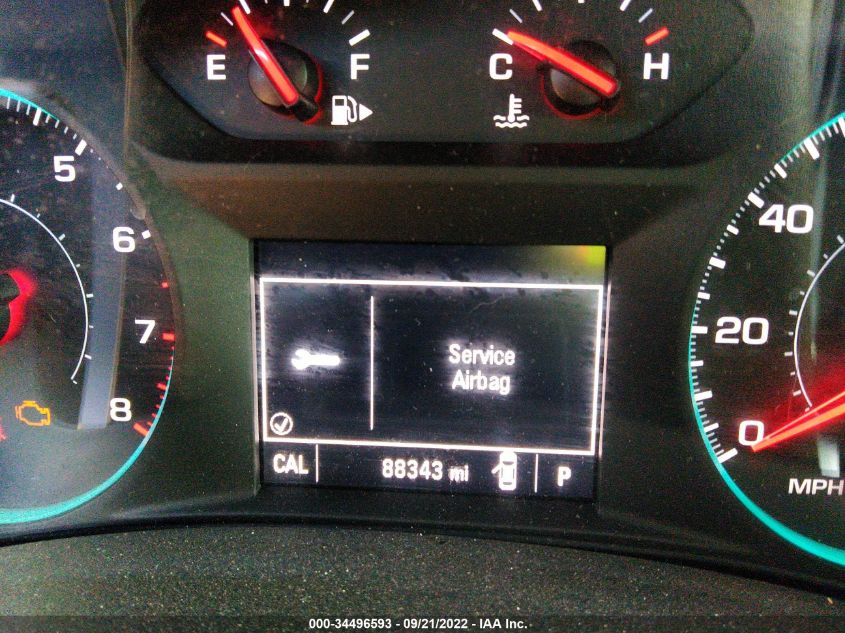 E F C H
5
6
7
8
40
20
0
MPH
Service
Airbag
CAL 88343 mi P
000-34496593 - 09/21/2022 - IAA Inc.